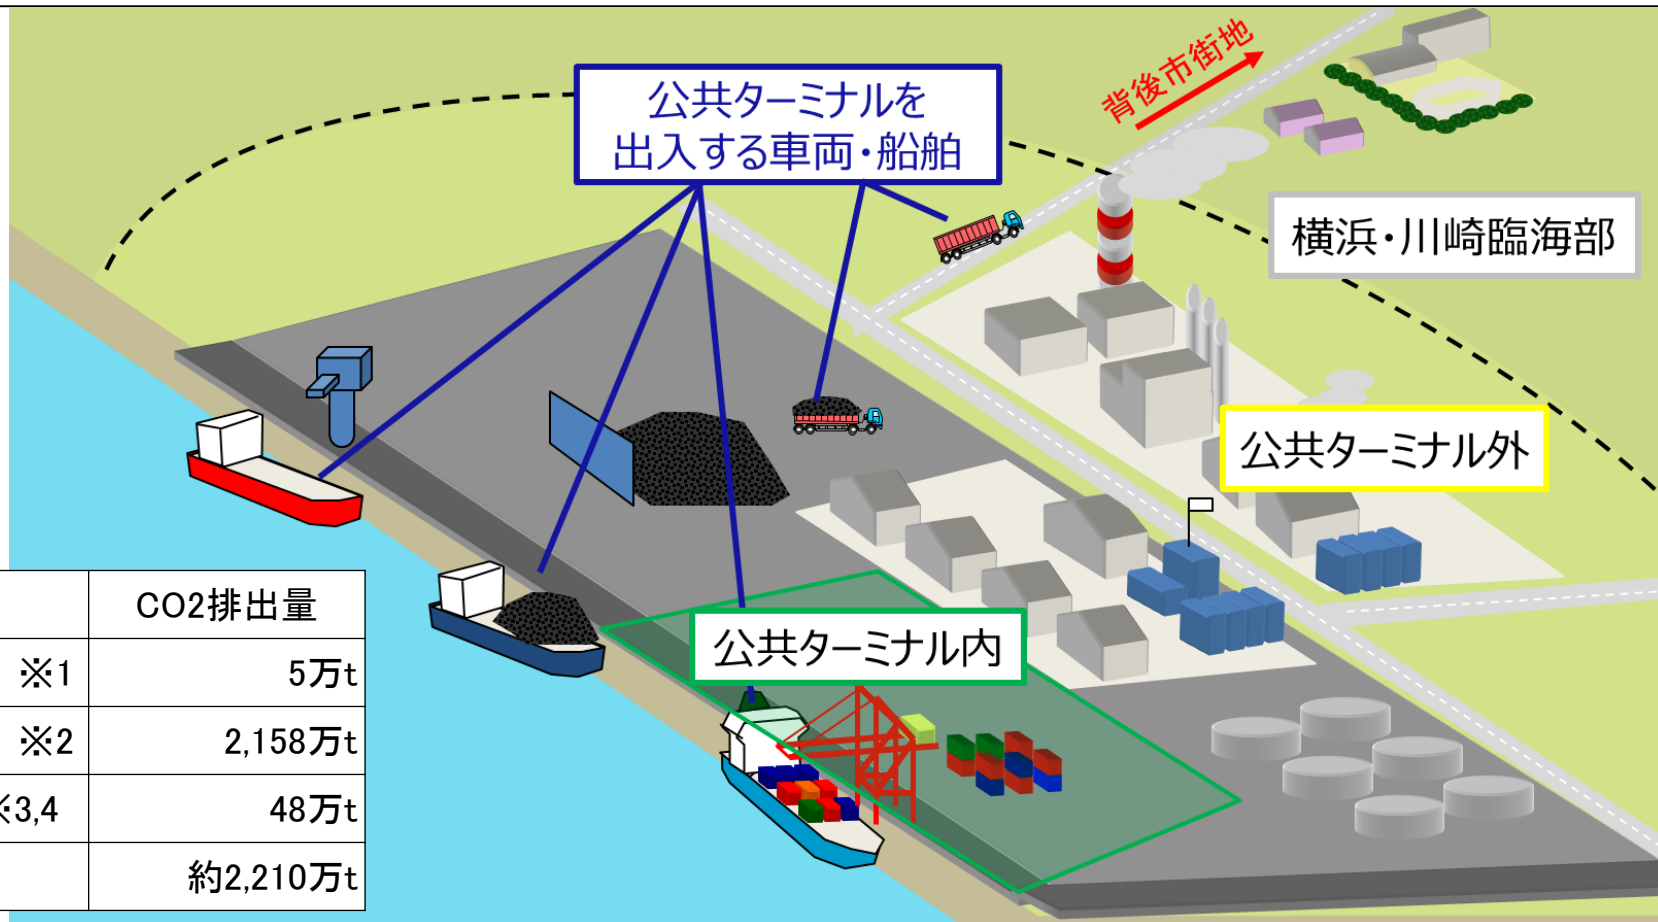 公共ターミナルを
出入する車両・船舶
背後市街地
横浜・川崎臨海部
公共ターミナル外
公共ターミナル内
CO2排出量
※1 5万t
※2 2,158万t
※3,4 48万t
約2,210万t